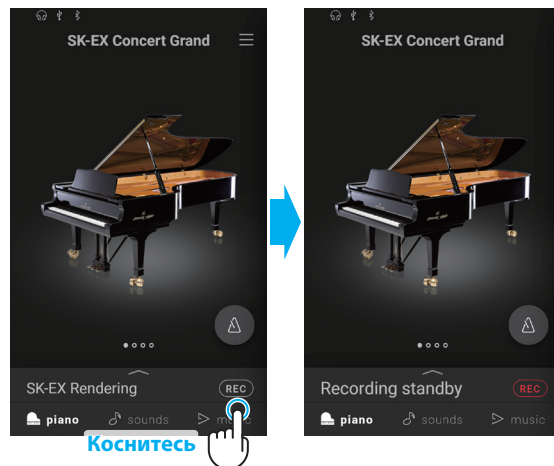 SK-EX Concert Grand
SK-EX Rendering
REC
piano
sounds
music
Коснитесь
SK-EX Concert Grand
Recording standby
REC
piano
sounds
music